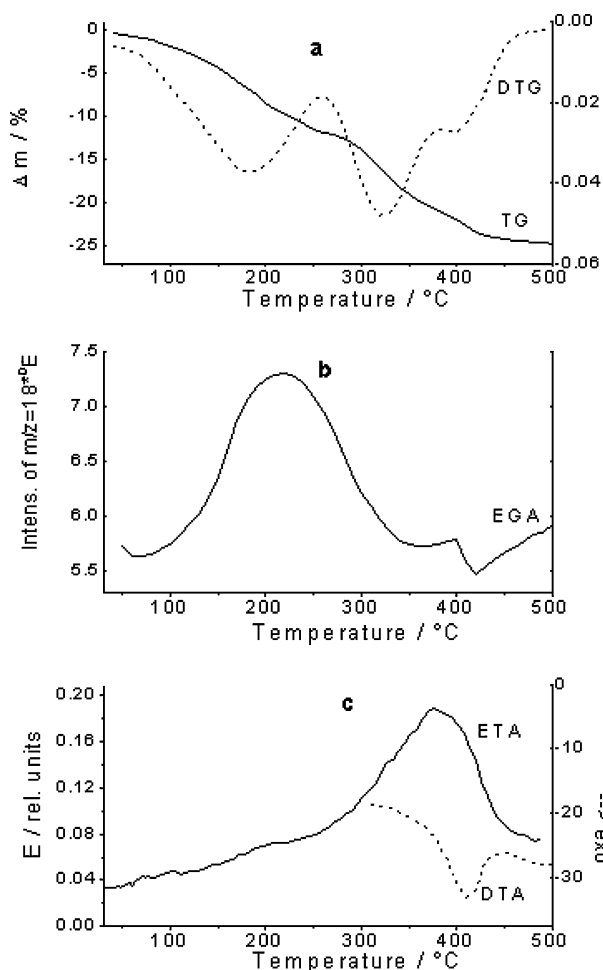 a
0
-5
-10
-15
-20
-25
Δ m / %
0.00
-0.02
-0.04
-0.06
DTG
TG
100 200 300 400 500
Temperature / °C
b
7.5
7.0
6.5
6.0
5.5
Intens. of m/z=18*ᴰE
EGA
100 200 300 400 500
Temperature / °C
c
0.20
0.16
0.12
0.08
0.04
0.00
E / rel. units
0
-10
-20
-30
ETA
DTA
100 200 300 400 500
Temperature / °C